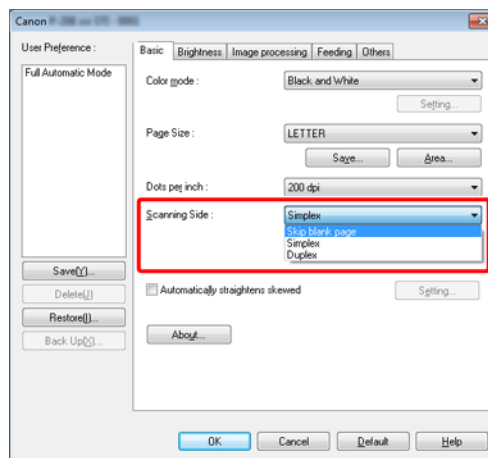 Canon
User Preference :
Full Automatic Mode
Save(Y)...
Delete(J)
Restore(I)...
Back Up(X)...
Basic
Brightness
Image processing
Feeding
Others
Color mode :
Black and White
Setting...
Page Size :
LETTER
Save...
Area...
Dots per inch :
200 dpi
Scanning Side :
Simplex
Skip blank page
Simplex
Duplex
Automatically straightens skewed
Setting...
About...
OK
Cancel
Default
Help